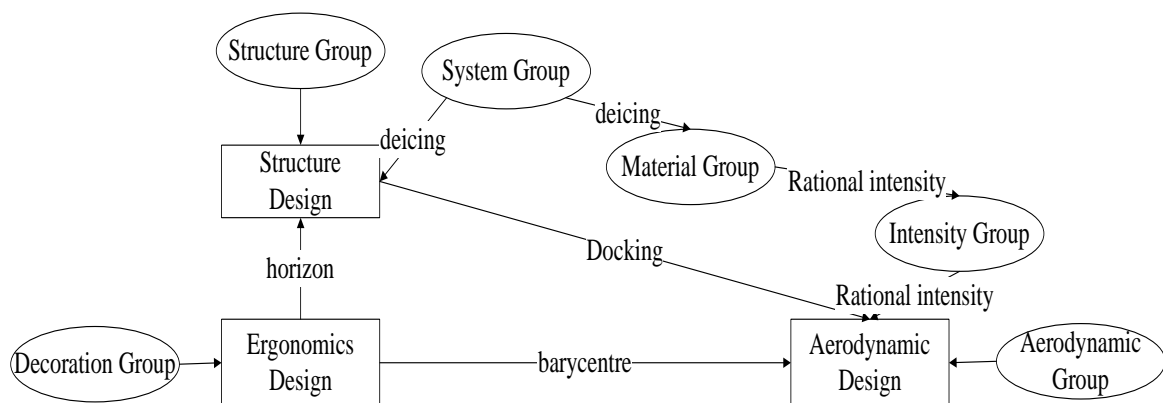 Structure Group
System Group
deicing
deicing
Structure
Design
Material Group
Rational intensity
Intensity Group
Docking
horizon
Rational intensity
Decoration Group
Ergonomics
Design
barycentre
Aerodynamic
Design
Aerodynamic
Group